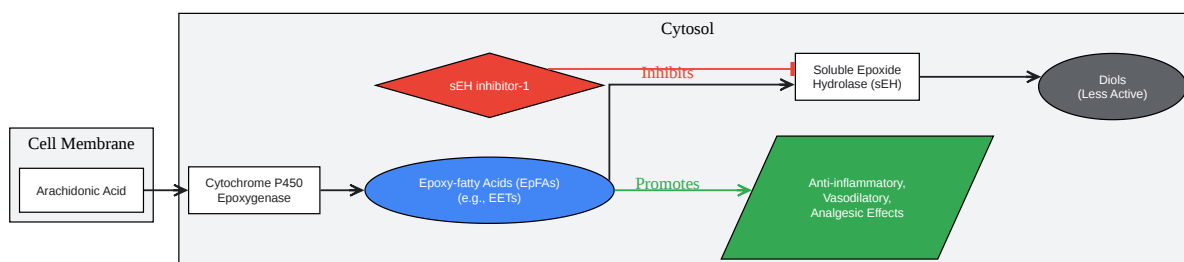 Cytosol
sEH inhibitor-1
Inhibits
Soluble Epoxide
Hydrolase (sEH)
Diols
(Less Active)
Cell Membrane
Arachidonic Acid
Cytochrome P450
Epoxygenase
Epoxy-fatty Acids (EpFAs)
(e.g., EETs)
Promotes
Anti-inflammatory,
Vasodilatory,
Analgesic Effects